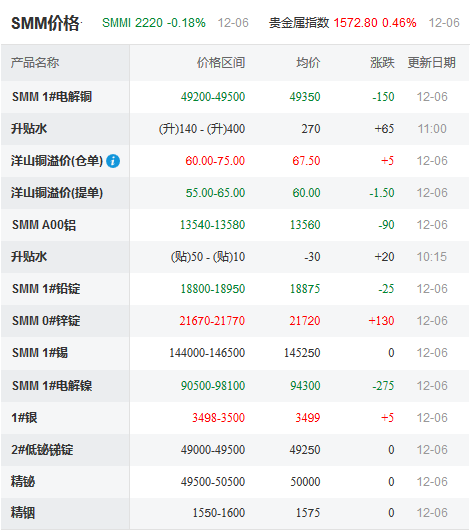 SMM价格 SMMI 2220 -0.18% 12-06 贵金属指数 1572.80 0.46% 12-06
产品名称 价格区间 均价 涨跌 更新日期
SMM 1#电解铜 49200-49500 49350 -150 12-06
升贴水 (升)140 - (升)400 270 +65 11:00
洋山铜溢价(仓单) i 60.00-75.00 67.50 +5 12-06
洋山铜溢价(提单) 55.00-65.00 60.00 -1.50 12-06
SMM A00铝 13540-13580 13560 -90 12-06
升贴水 (贴)50 - (贴)10 -30 +20 10:15
SMM 1#铅锭 18800-18950 18875 -25 12-06
SMM 0#锌锭 21670-21770 21720 +130 12-06
SMM 1#锡 144000-146500 145250 0 12-06
SMM 1#电解镍 90500-98100 94300 -275 12-06
1#银 3498-3500 3499 +5 12-06
2#低铋锑锭 49000-49500 49250 0 12-06
精铋 49500-50500 50000 0 12-06
精铟 1550-1600 1575 0 12-06